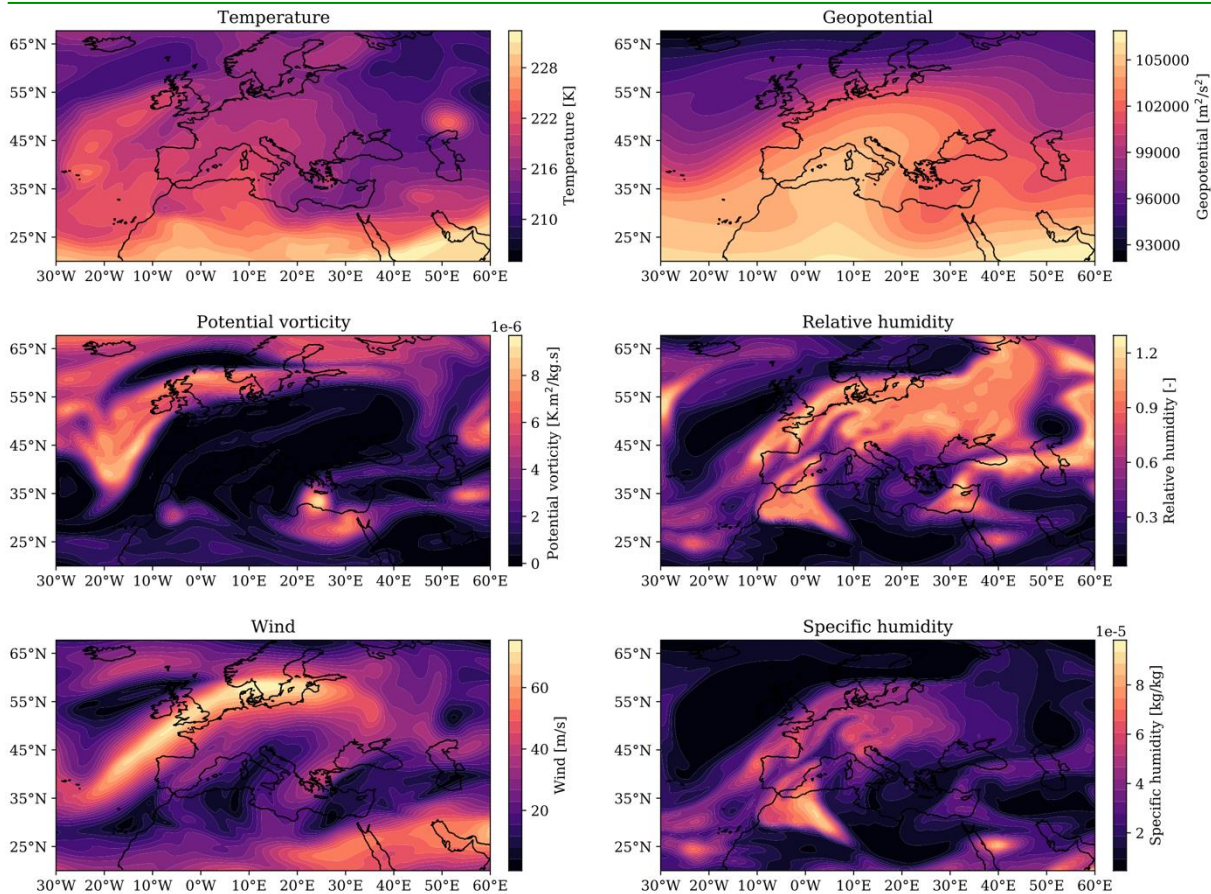 Temperature
65°N
55°N
45°N
35°N
25°N
30°W 20°W 10°W 0°W 10°E 20°E 30°E 40°E 50°E 60°E
228
222
216
210
Temperature [K]
Geopotential
65°N
55°N
45°N
35°N
25°N
30°W 20°W 10°W 0°W 10°E 20°E 30°E 40°E 50°E 60°E
105000
102000
99000
96000
93000
Geopotential [m²/s²]
Potential vorticity
1e-6
65°N
55°N
45°N
35°N
25°N
30°W 20°W 10°W 0°W 10°E 20°E 30°E 40°E 50°E 60°E
8
6
4
2
0
Potential vorticity [K.m²/kg.s]
Relative humidity
65°N
55°N
45°N
35°N
25°N
30°W 20°W 10°W 0°W 10°E 20°E 30°E 40°E 50°E 60°E
1.2
0.9
0.6
0.3
Relative humidity [-]
Wind
65°N
55°N
45°N
35°N
25°N
30°W 20°W 10°W 0°W 10°E 20°E 30°E 40°E 50°E 60°E
60
40
20
Wind [m/s]
Specific humidity
1e-5
65°N
55°N
45°N
35°N
25°N
30°W 20°W 10°W 0°W 10°E 20°E 30°E 40°E 50°E 60°E
8
6
4
2
Specific humidity [kg/kg]